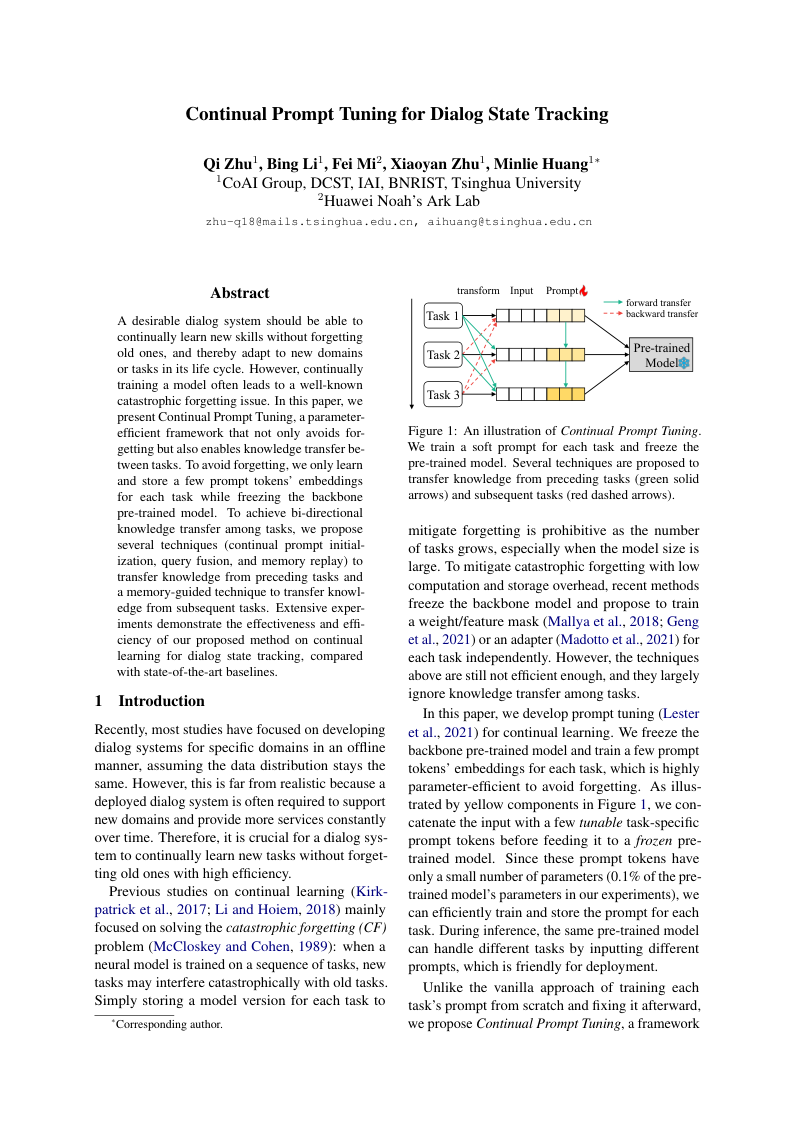 Continual Prompt Tuning for Dialog State Tracking
Qi Zhu1, Bing Li1, Fei Mi2, Xiaoyan Zhu1, Minlie Huang1*
1CoAI Group, DCST, IAI, BNRIST, Tsinghua University
2Huawei Noah's Ark Lab
zhu-q18@mails.tsinghua.edu.cn, aihuang@tsinghua.edu.cn
Abstract
A desirable dialog system should be able to
continually learn new skills without forgetting
old ones, and thereby adapt to new domains
or tasks in its life cycle. However, continually
training a model often leads to a well-known
catastrophic forgetting issue. In this paper, we
present Continual Prompt Tuning, a parameter-
efficient framework that not only avoids for-
getting but also enables knowledge transfer be-
tween tasks. To avoid forgetting, we only learn
and store a few prompt tokens' embeddings
for each task while freezing the backbone
pre-trained model. To achieve bi-directional
knowledge transfer among tasks, we propose
several techniques (continual prompt initial-
ization, query fusion, and memory replay) to
transfer knowledge from preceding tasks and
a memory-guided technique to transfer knowl-
edge from subsequent tasks. Extensive exper-
iments demonstrate the effectiveness and effi-
ciency of our proposed method on continual
learning for dialog state tracking, compared
with state-of-the-art baselines.
1 Introduction
Recently, most studies have focused on developing
dialog systems for specific domains in an offline
manner, assuming the data distribution stays the
same. However, this is far from realistic because a
deployed dialog system is often required to support
new domains and provide more services constantly
over time. Therefore, it is crucial for a dialog sys-
tem to continually learn new tasks without forget-
ting old ones with high efficiency.
Previous studies on continual learning (Kirk-
patrick et al., 2017; Li and Hoiem, 2018) mainly
focused on solving the catastrophic forgetting (CF)
problem (McCloskey and Cohen, 1989): when a
neural model is trained on a sequence of tasks, new
tasks may interfere catastrophically with old tasks.
Simply storing a model version for each task to
*Corresponding author.
transform Input Prompt
forward transfer
backward transfer
Task 1
Task 2
Task 3
Pre-trained
Model
Figure 1: An illustration of Continual Prompt Tuning.
We train a soft prompt for each task and freeze the
pre-trained model. Several techniques are proposed to
transfer knowledge from preceding tasks (green solid
arrows) and subsequent tasks (red dashed arrows).
mitigate forgetting is prohibitive as the number
of tasks grows, especially when the model size is
large. To mitigate catastrophic forgetting with low
computation and storage overhead, recent methods
freeze the backbone model and propose to train
a weight/feature mask (Mallya et al., 2018; Geng
et al., 2021) or an adapter (Madotto et al., 2021) for
each task independently. However, the techniques
above are still not efficient enough, and they largely
ignore knowledge transfer among tasks.
In this paper, we develop prompt tuning (Lester
et al., 2021) for continual learning. We freeze the
backbone pre-trained model and train a few prompt
tokens' embeddings for each task, which is highly
parameter-efficient to avoid forgetting. As illus-
trated by yellow components in Figure 1, we con-
catenate the input with a few tunable task-specific
prompt tokens before feeding it to a frozen pre-
trained model. Since these prompt tokens have
only a small number of parameters (0.1% of the pre-
trained model's parameters in our experiments), we
can efficiently train and store the prompt for each
task. During inference, the same pre-trained model
can handle different tasks by inputting different
prompts, which is friendly for deployment.
Unlike the vanilla approach of training each
task's prompt from scratch and fixing it afterward,
we propose Continual Prompt Tuning, a framework